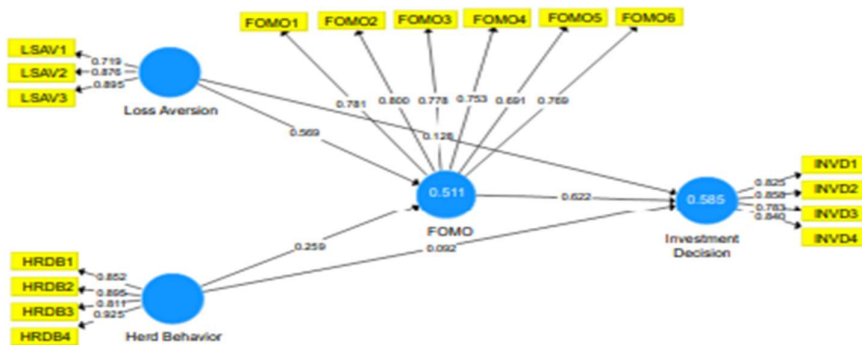 FOMO1 FOMO2 FOMO3 FOMO4 FOMO5 FOMO6
LSAV1
0.719
LSAV2
0.876
LSAV3
0.895
Loss Aversion
0.781 0.800 0.778 0.753 0.691 0.769
0.128
0.569
INVD1
0.825
INVD2
0.858
0.511
0.622
0.585
0.783
INVD3
0.840
INVD4
FOMO
Investment
Decision
0.259
0.092
HRDB1
0.852
HRDB2
0.895
HRDB3
0.811
0.925
HRDB4
Herd Behavior